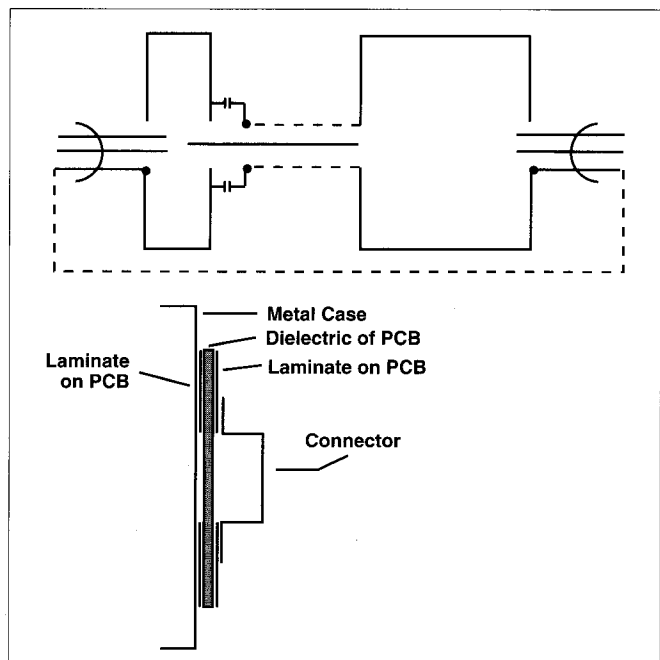 Metal Case
Dielectric of PCB
Laminate
on PCB
Laminate on PCB
Connector